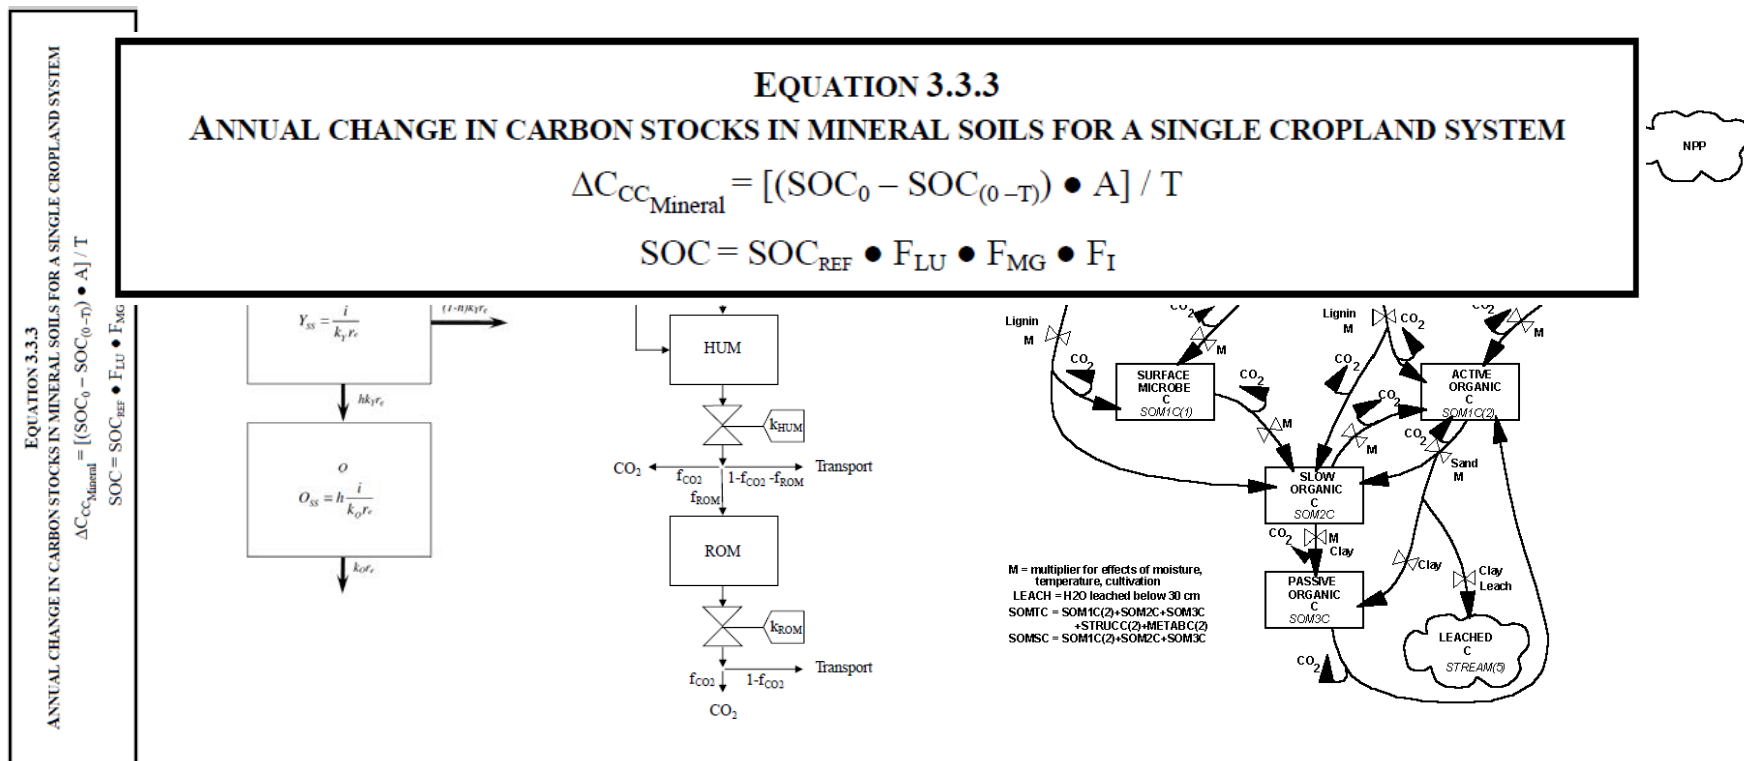 EQUATION 3.3.3
ANNUAL CHANGE IN CARBON STOCKS IN MINERAL SOILS FOR A SINGLE CROPLAND SYSTEM
ΔC_CC_Mineral = [(SOC_0 – SOC_(0 –T)) ● A] / T
SOC = SOC_REF ● F_LU ● F_MG ● F_I
EQUATION 3.3.3
ANNUAL CHANGE IN CARBON STOCKS IN MINERAL SOILS FOR A SINGLE CROPLAND SYSTEM
ΔC_CC_Mineral = [(SOC_0 – SOC_(0–T)) ● A] / T
SOC = SOC_REF ● F_LU ● F_MG
NPP
Y_SS = i / k_Y r_e
(1-h)k_Y r_e
hk_Y r_e
O
O_SS = h i / k_O r_e
k_O r_e
HUM
k_HUM
CO2
f_CO2
1-f_CO2 -f_ROM
Transport
f_ROM
ROM
k_ROM
f_CO2
1-f_CO2
Transport
CO2
Lignin
M
CO2
CO2
M
SURFACE
MICROBE
C
SOM1C(1)
CO2
M
Lignin
M
CO2
CO2
CO2
M
ACTIVE
ORGANIC
C
SOM1C(2)
CO2
CO2
M
CO2
Sand
M
SLOW
ORGANIC
C
SOM2C
CO2
M
Clay
Clay
Clay
Leach
PASSIVE
ORGANIC
C
SOM3C
CO2
LEACHED
C
STREAM(5)
M = multiplier for effects of moisture,
temperature, cultivation
LEACH = H2O leached below 30 cm
SOMTC = SOM1C(2)+SOM2C+SOM3C
+STRUCC(2)+METABC(2)
SOMSC = SOM1C(2)+SOM2C+SOM3C